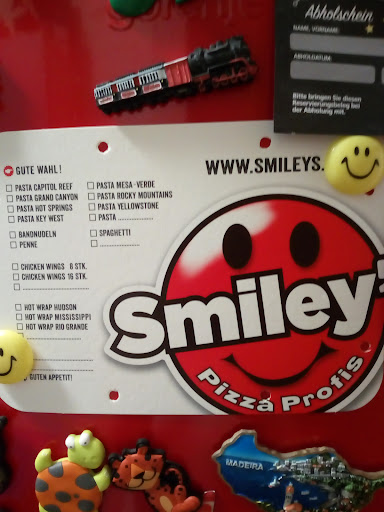 Abholschein
NAME, VORNAME:
ABHOLDATUM:
Bitte bringen Sie diesen
Reservierungsbeleg bei
der Abholung mit.
GUTE WAHL!
WWW.SMILEYS.
PASTA CAPITOL REEF
PASTA GRAND CANYON
PASTA HOT SPRINGS
PASTA KEY WEST
PASTA MESA-VERDE
PASTA ROCKY MOUNTAINS
PASTA YELLOWSTONE
PASTA
BANDNUDELN
PENNE
SPAGHETTI
CHICKEN WINGS 8 STK.
CHICKEN WINGS 16 STK.
HOT WRAP HUDSON
HOT WRAP MISSISSIPPI
HOT WRAP RIO GRANDE
GUTEN APPETIT!
Smiley'
Pizza Profis
MADEIRA